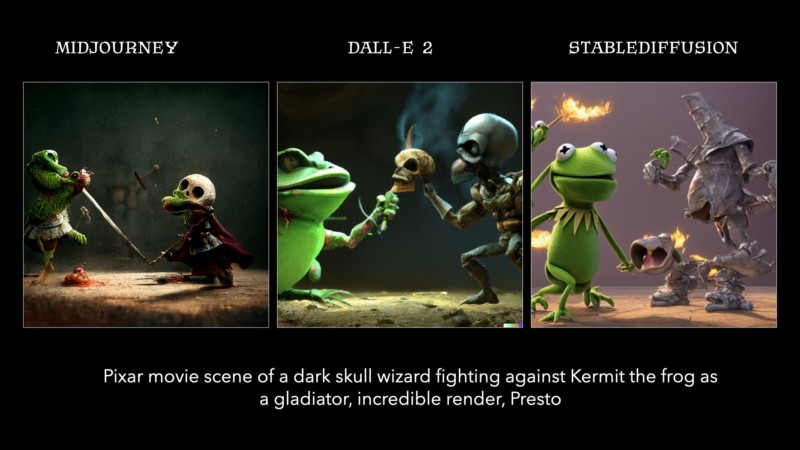 MIDJOURNEY
DALL-E 2
STABLEDIFFUSION
Pixar movie scene of a dark skull wizard fighting against Kermit the frog as
a gladiator, incredible render, Presto